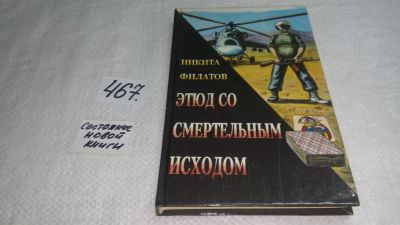 467.
СОСТОЯНИЕ
НОВОЙ
КНИГИ
НИКИТА
ФИЛАТОВ
ЭТЮД СО
СМЕРТЕЛЬНЫМ
ИСХОДОМ